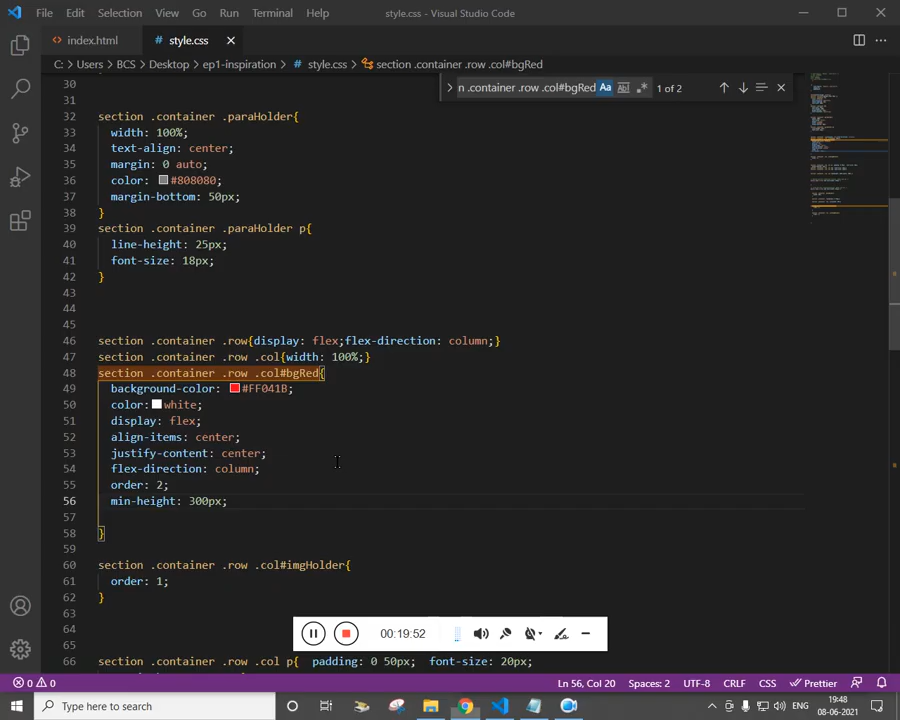 File Edit Selection View Go Run Terminal Help style.css - Visual Studio Code
index.html style.css
C: > Users > BCS > Desktop > ep1-inspiration > style.css > section .container .row .col#bgRed
n .container .row .col#bgRed Aa 1 of 2
30
31
32 section .container .paraHolder{
33 width: 100%;
34 text-align: center;
35 margin: 0 auto;
36 color: #808080;
37 margin-bottom: 50px;
38 }
39 section .container .paraHolder p{
40 line-height: 25px;
41 font-size: 18px;
42 }
43
44
45
46 section .container .row{display: flex;flex-direction: column;}
47 section .container .row .col{width: 100%;}
48 section .container .row .col#bgRed{
49 background-color: #FF041B;
50 color: white;
51 display: flex;
52 align-items: center;
53 justify-content: center;
54 flex-direction: column;
55 order: 2;
56 min-height: 300px;
57
58 }
59
60 section .container .row .col#imgHolder{
61 order: 1;
62 }
63
64
65
66 section .container .row .col p{ padding: 0 50px; font-size: 20px;
00:19:52
0 0 Ln 56, Col 20 Spaces: 2 UTF-8 CRLF CSS Prettier
Type here to search ENG 19:48
08-06-2021